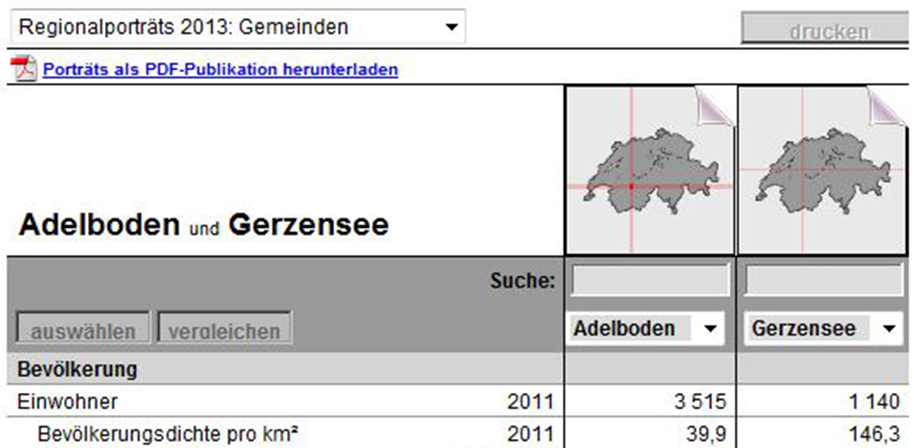 Regionalporträts 2013: Gemeinden
drucken
Porträts als PDF-Publikation herunterladen
Adelboden und Gerzensee
Suche:
auswählen vergleichen Adelboden Gerzensee
Bevölkerung
Einwohner 2011 3 515 1 140
Bevölkerungsdichte pro km² 2011 39,9 146,3